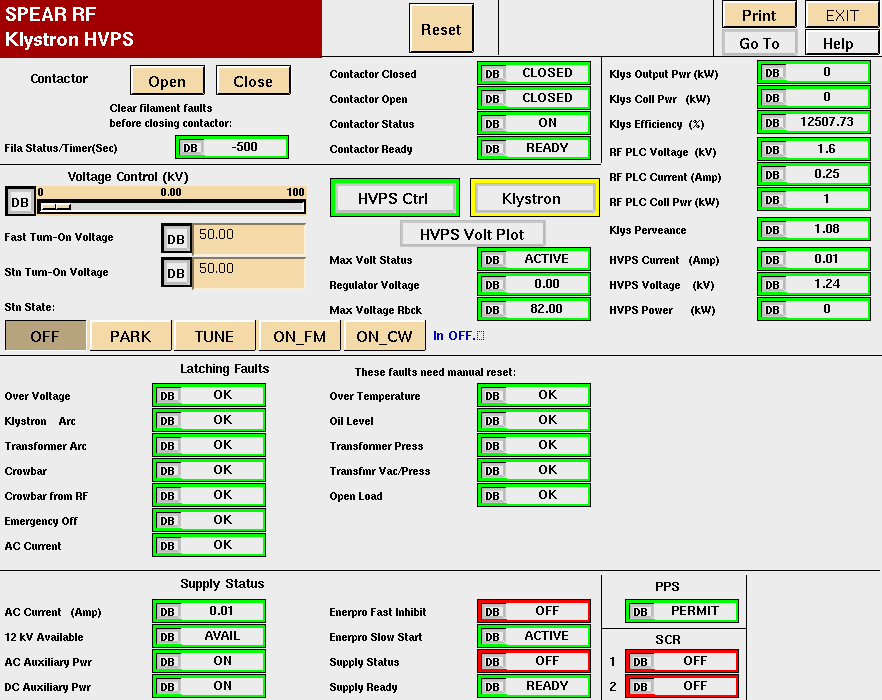 SPEAR RF
Klystron HVPS
Reset
Print EXIT
Go To Help
Contactor Open Close
Clear filament faults
before closing contactor:
Fila Status/Timer(Sec) DB -500
Contactor Closed DB CLOSED
Contactor Open DB CLOSED
Contactor Status DB ON
Contactor Ready DB READY
Klys Output Pwr (kW) DB 0
Klys Coll Pwr (kW) DB 0
Klys Efficiency (%) DB 12507.73
RF PLC Voltage (kV) DB 1.6
RF PLC Current (Amp) DB 0.25
RF PLC Coll Pwr (kW) DB 1
Klys Perveance DB 1.08
HVPS Current (Amp) DB 0.01
HVPS Voltage (kV) DB 1.24
HVPS Power (kW) DB 0
Voltage Control (kV)
DB 0 0.00 100
Fast Turn-On Voltage DB 50.00
Stn Turn-On Voltage DB 50.00
Stn State:
OFF PARK TUNE ON_FM ON_CW In OFF.
HVPS Ctrl Klystron
HVPS Volt Plot
Max Volt Status DB ACTIVE
Regulator Voltage DB 0.00
Max Voltage Rbck DB 82.00
Latching Faults
Over Voltage DB OK
Klystron Arc DB OK
Transformer Arc DB OK
Crowbar DB OK
Crowbar from RF DB OK
Emergency Off DB OK
AC Current DB OK
These faults need manual reset:
Over Temperature DB OK
Oil Level DB OK
Transformer Press DB OK
Transfmr Vac/Press DB OK
Open Load DB OK
Supply Status
AC Current (Amp) DB 0.01
12 kV Available DB AVAIL
AC Auxiliary Pwr DB ON
DC Auxiliary Pwr DB ON
Enerpro Fast Inhibit DB OFF
Enerpro Slow Start DB ACTIVE
Supply Status DB OFF
Supply Ready DB READY
PPS
DB PERMIT
SCR
1 DB OFF
2 DB OFF